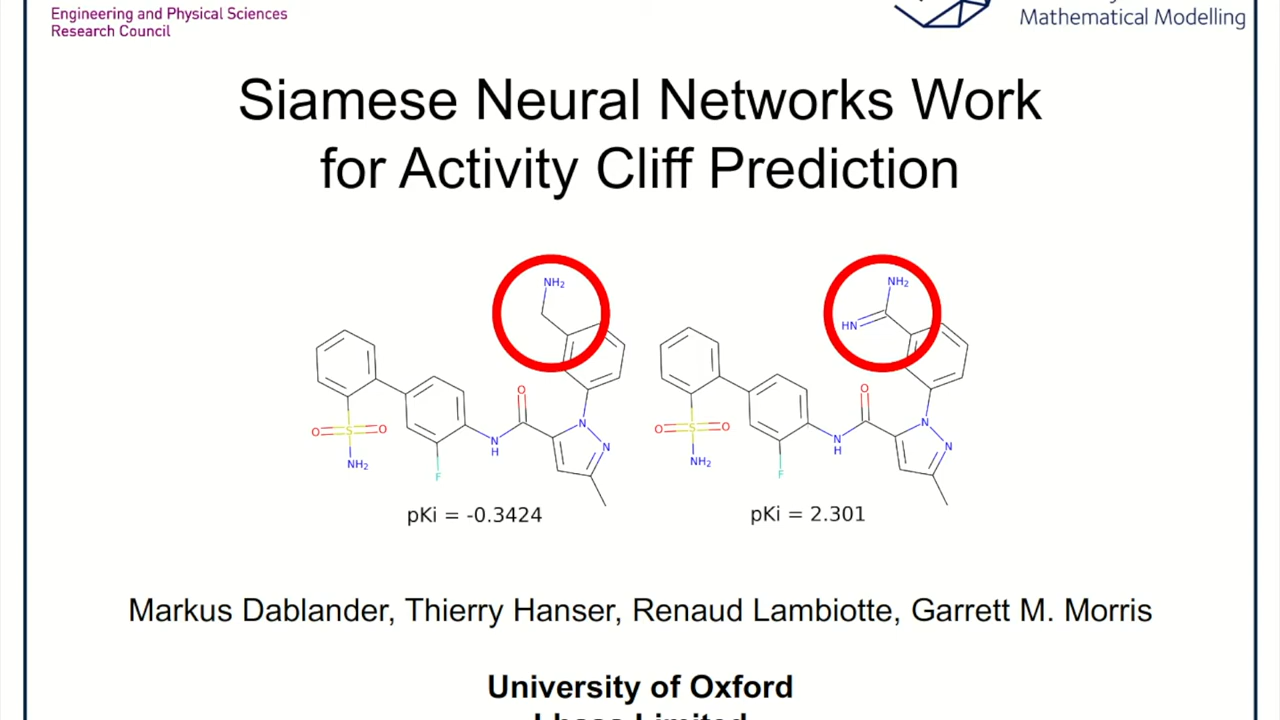 Engineering and Physical Sciences
Research Council
Mathematical Modelling
Siamese Neural Networks Work
for Activity Cliff Prediction
NH2
NH2
HN
O
O
N
N
O
S
O
N
H
N
O
S
O
N
H
N
NH2
F
NH2
F
pKi = -0.3424
pKi = 2.301
Markus Dablander, Thierry Hanser, Renaud Lambiotte, Garrett M. Morris
University of Oxford